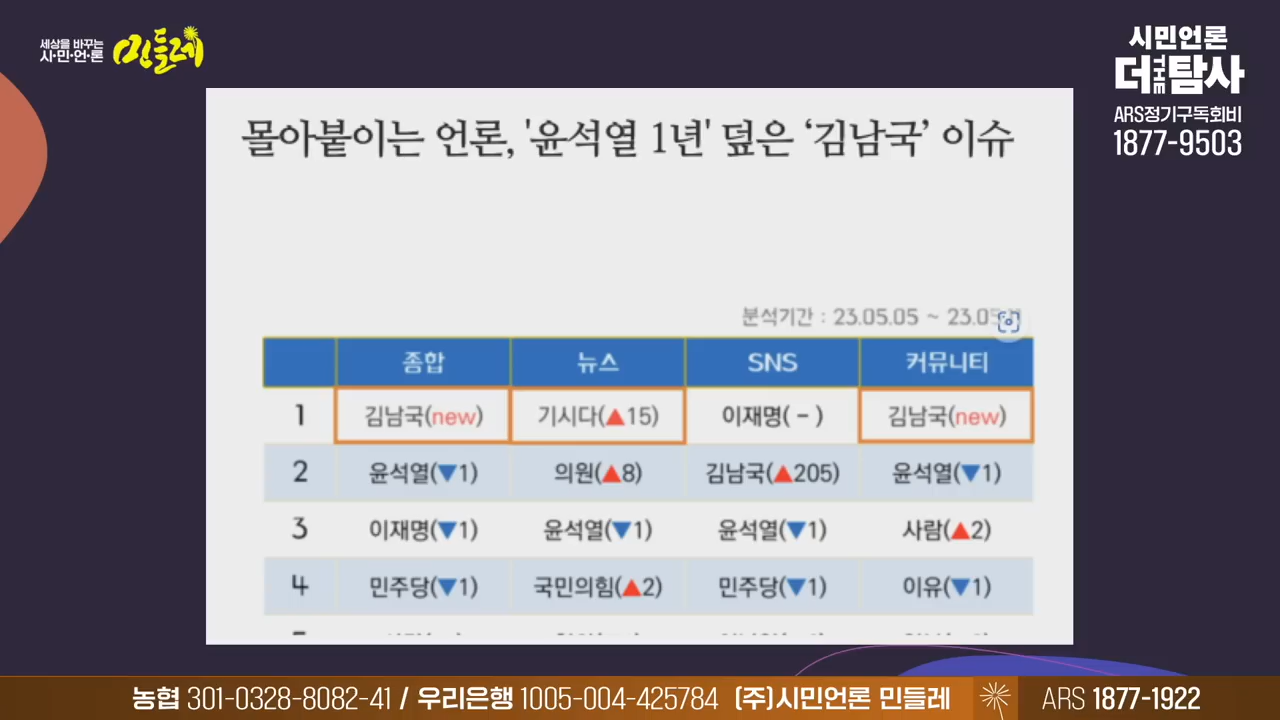 세상을 바꾸는
시·민·언·론
민들레
시민언론
더탐사
ARS정기구독회비
1877-9503
몰아붙이는 언론, '윤석열 1년' 덮은 ‘김남국’ 이슈
분석기간 : 23.05.05 ~ 23.05
종합 뉴스 SNS 커뮤니티
1 김남국(new) 기시다(▲15) 이재명( - ) 김남국(new)
2 윤석열(▼1) 의원(▲8) 김남국(▲205) 윤석열(▼1)
3 이재명(▼1) 윤석열(▼1) 윤석열(▼1) 사람(▲2)
4 민주당(▼1) 국민의힘(▲2) 민주당(▼1) 이유(▼1)
농협 301-0328-8082-41 / 우리은행 1005-004-425784 (주)시민언론 민들레 ARS 1877-1922